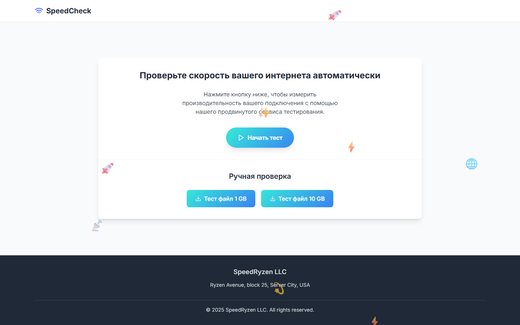 SpeedCheck
Проверьте скорость вашего интернета автоматически
Нажмите кнопку ниже, чтобы измерить
производительность вашего подключения с помощью
нашего продвинутого сервиса тестирования.
Начать тест
Ручная проверка
Тест файл 1 GB
Тест файл 10 GB
SpeedRyzen LLC
Ryzen Avenue, block 25, Server City, USA
© 2025 SpeedRyzen LLC. All rights reserved.